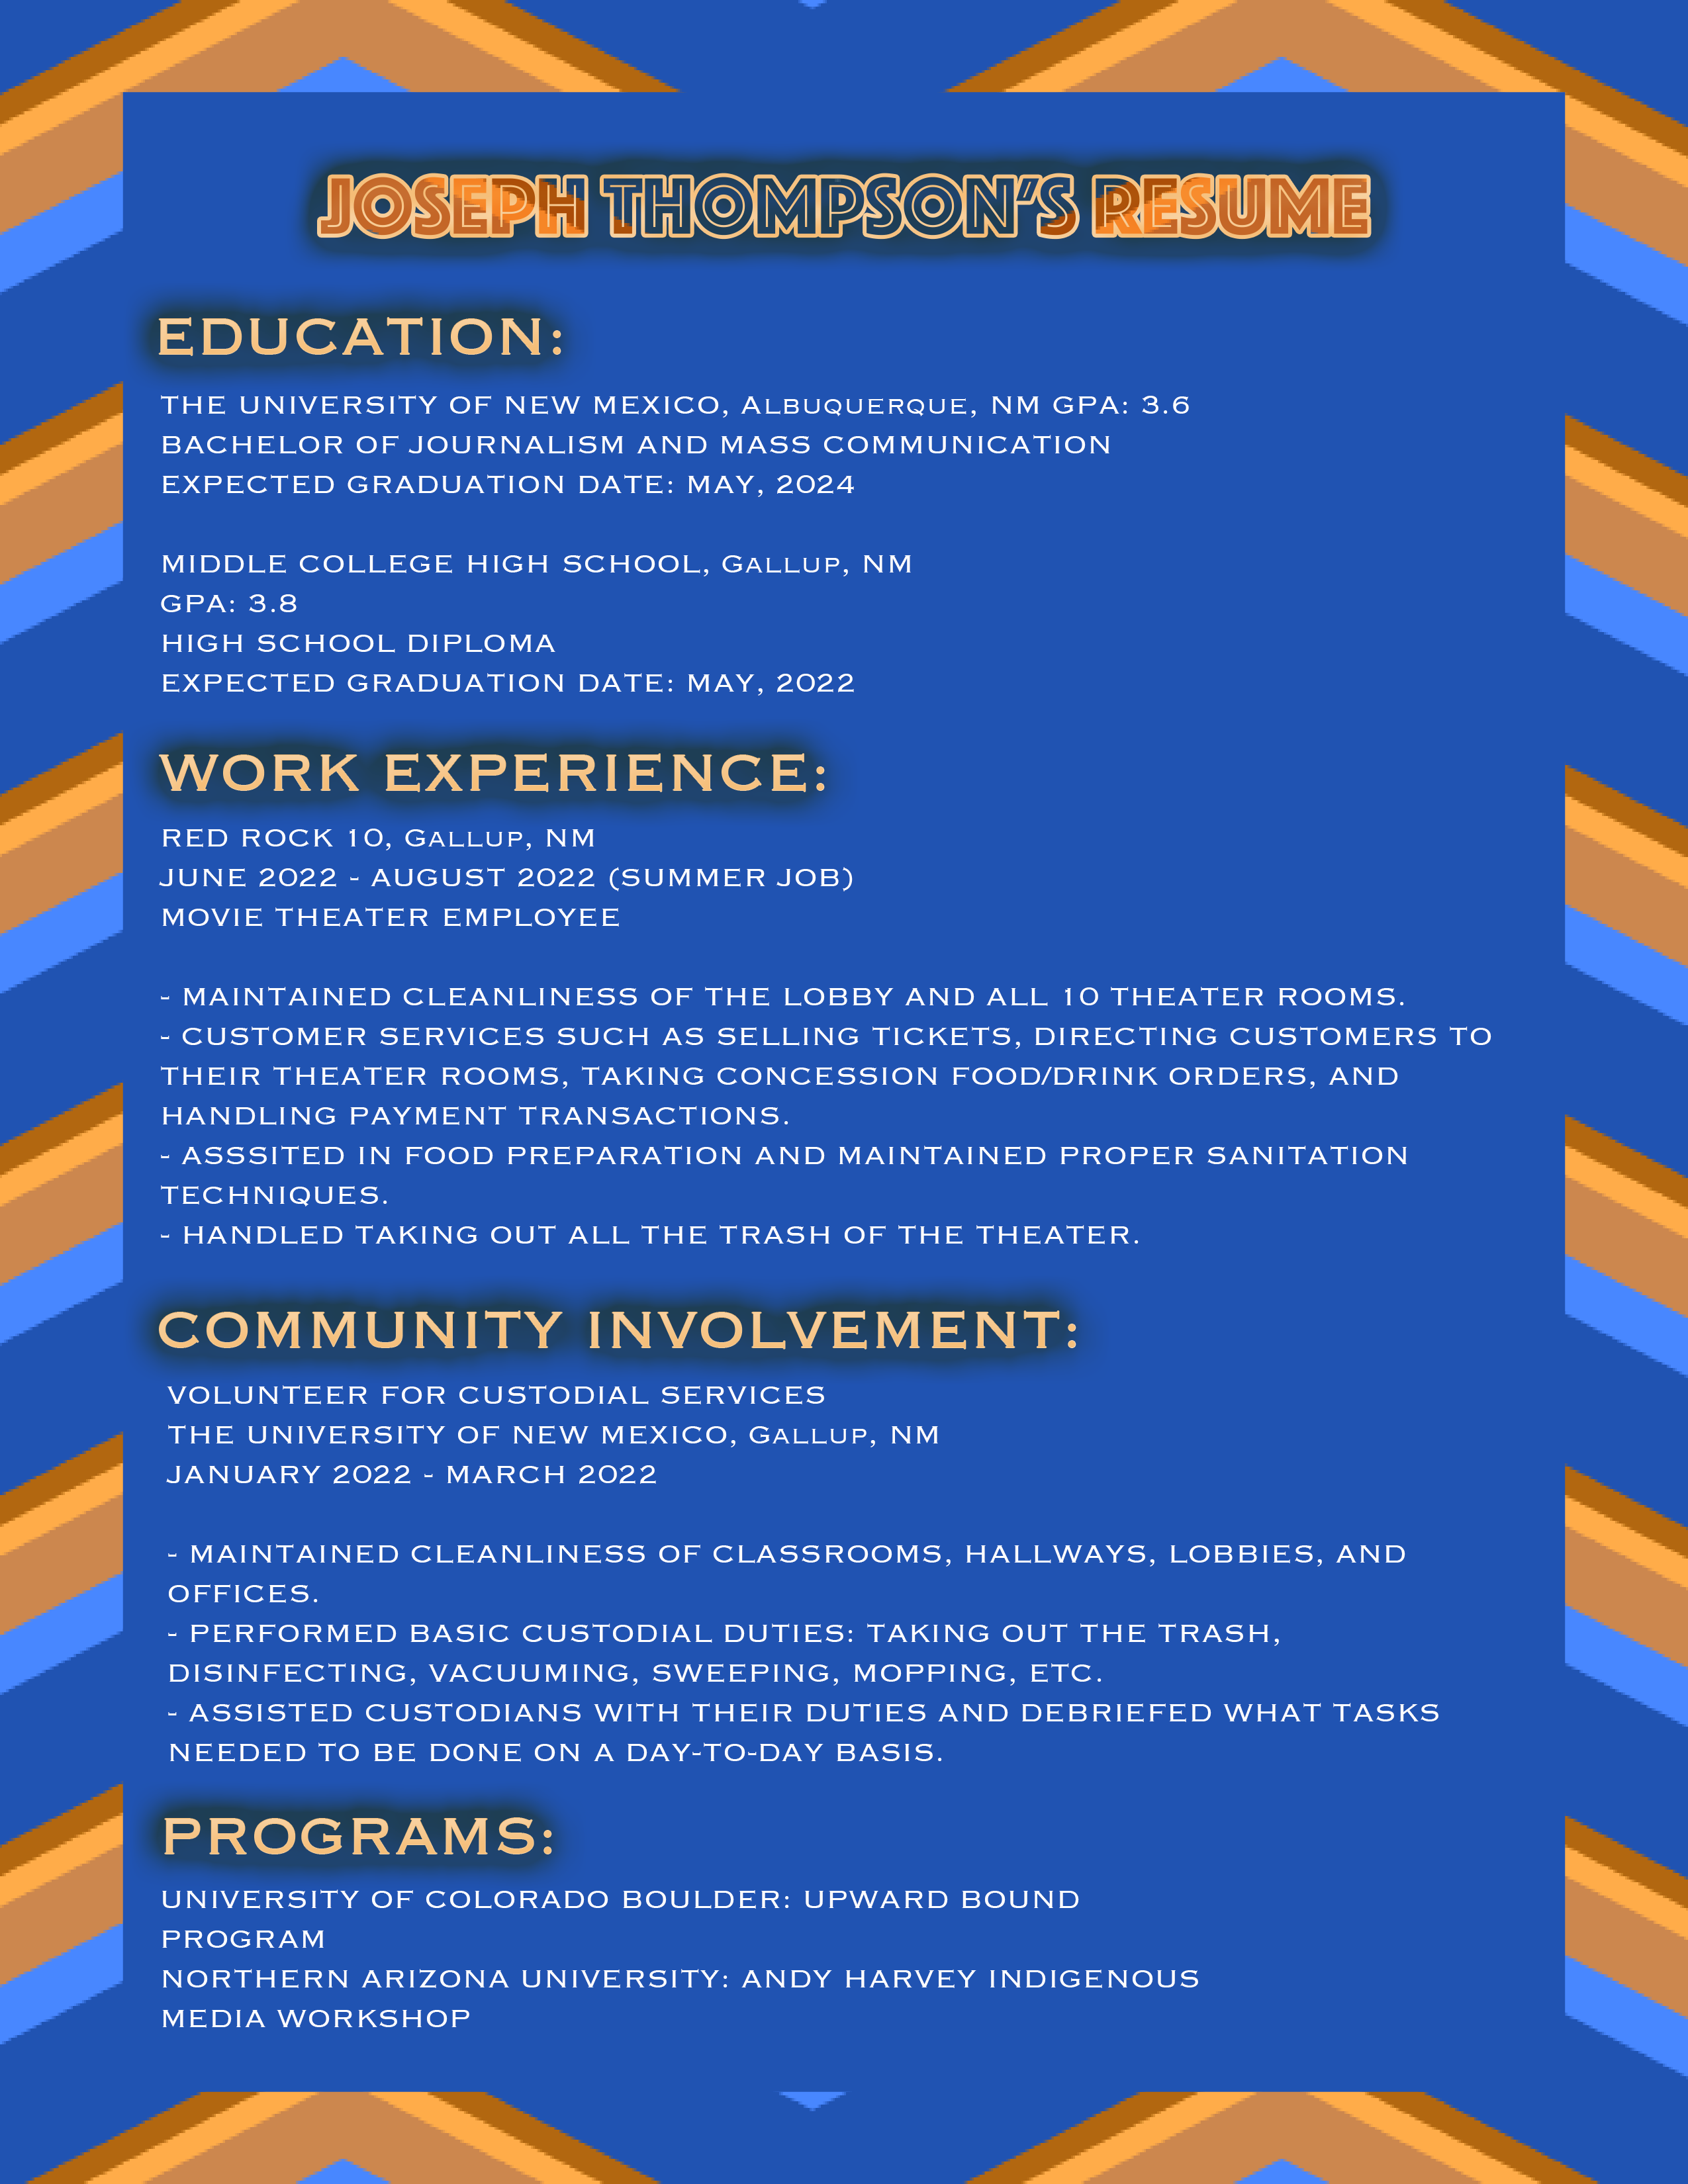 JOSEPH THOMPSON'S RESUME
EDUCATION:
THE UNIVERSITY OF NEW MEXICO, ALBUQUERQUE, NM GPA: 3.6
BACHELOR OF JOURNALISM AND MASS COMMUNICATION
EXPECTED GRADUATION DATE: MAY, 2024
MIDDLE COLLEGE HIGH SCHOOL, GALLUP, NM
GPA: 3.8
HIGH SCHOOL DIPLOMA
EXPECTED GRADUATION DATE: MAY, 2022
WORK EXPERIENCE:
RED ROCK 10, GALLUP, NM
JUNE 2022 - AUGUST 2022 (SUMMER JOB)
MOVIE THEATER EMPLOYEE
- MAINTAINED CLEANLINESS OF THE LOBBY AND ALL 10 THEATER ROOMS.
- CUSTOMER SERVICES SUCH AS SELLING TICKETS, DIRECTING CUSTOMERS TO
THEIR THEATER ROOMS, TAKING CONCESSION FOOD/DRINK ORDERS, AND
HANDLING PAYMENT TRANSACTIONS.
- ASSSITED IN FOOD PREPARATION AND MAINTAINED PROPER SANITATION
TECHNIQUES.
- HANDLED TAKING OUT ALL THE TRASH OF THE THEATER.
COMMUNITY INVOLVEMENT:
VOLUNTEER FOR CUSTODIAL SERVICES
THE UNIVERSITY OF NEW MEXICO, GALLUP, NM
JANUARY 2022 - MARCH 2022
- MAINTAINED CLEANLINESS OF CLASSROOMS, HALLWAYS, LOBBIES, AND
OFFICES.
- PERFORMED BASIC CUSTODIAL DUTIES: TAKING OUT THE TRASH,
DISINFECTING, VACUUMING, SWEEPING, MOPPING, ETC.
- ASSISTED CUSTODIANS WITH THEIR DUTIES AND DEBRIEFED WHAT TASKS
NEEDED TO BE DONE ON A DAY-TO-DAY BASIS.
PROGRAMS:
UNIVERSITY OF COLORADO BOULDER: UPWARD BOUND
PROGRAM
NORTHERN ARIZONA UNIVERSITY: ANDY HARVEY INDIGENOUS
MEDIA WORKSHOP